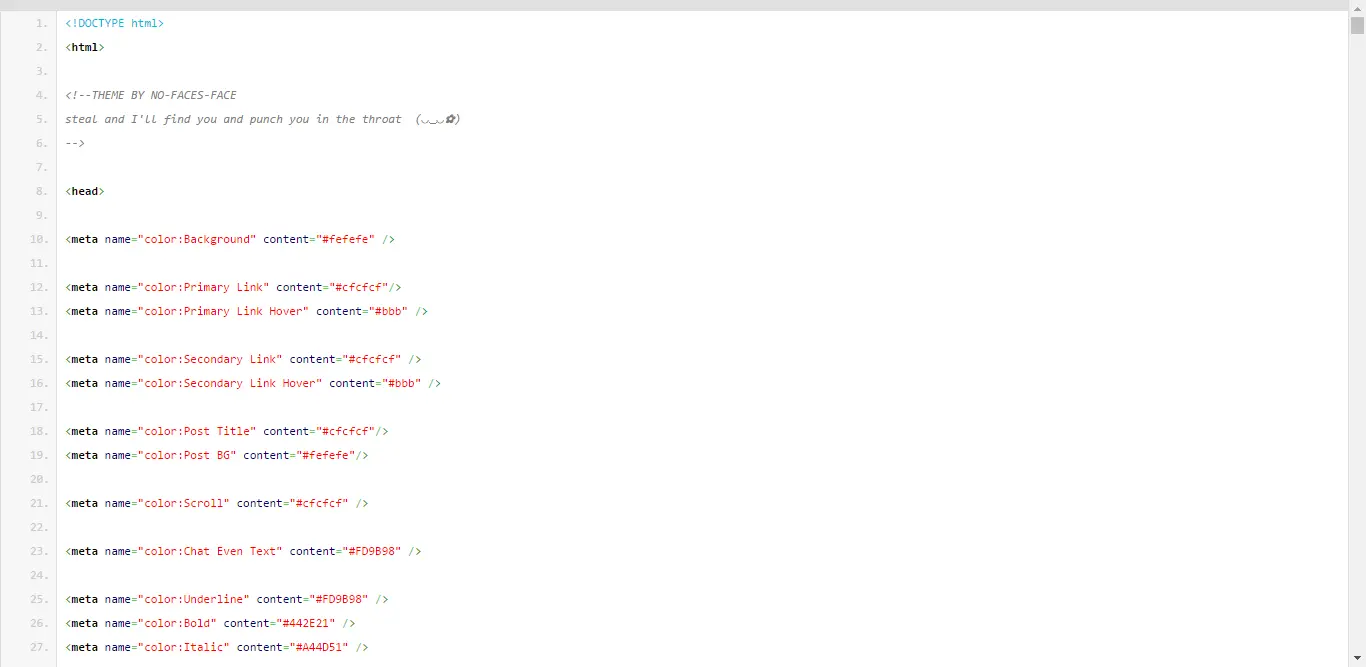 1. <!DOCTYPE html>
2. <html>
3.
4. <!--THEME BY NO-FACES-FACE
5. steal and I'll find you and punch you in the throat  (◡‿◡✿)
6. -->
7.
8. <head>
9.
10. <meta name="color:Background" content="#fefefe" />
11.
12. <meta name="color:Primary Link" content="#cfcfcf"/>
13. <meta name="color:Primary Link Hover" content="#bbb" />
14.
15. <meta name="color:Secondary Link" content="#cfcfcf" />
16. <meta name="color:Secondary Link Hover" content="#bbb" />
17.
18. <meta name="color:Post Title" content="#cfcfcf"/>
19. <meta name="color:Post BG" content="#fefefe"/>
20.
21. <meta name="color:Scroll" content="#cfcfcf" />
22.
23. <meta name="color:Chat Even Text" content="#FD9B98" />
24.
25. <meta name="color:Underline" content="#FD9B98" />
26. <meta name="color:Bold" content="#442E21" />
27. <meta name="color:Italic" content="#A44D51" />